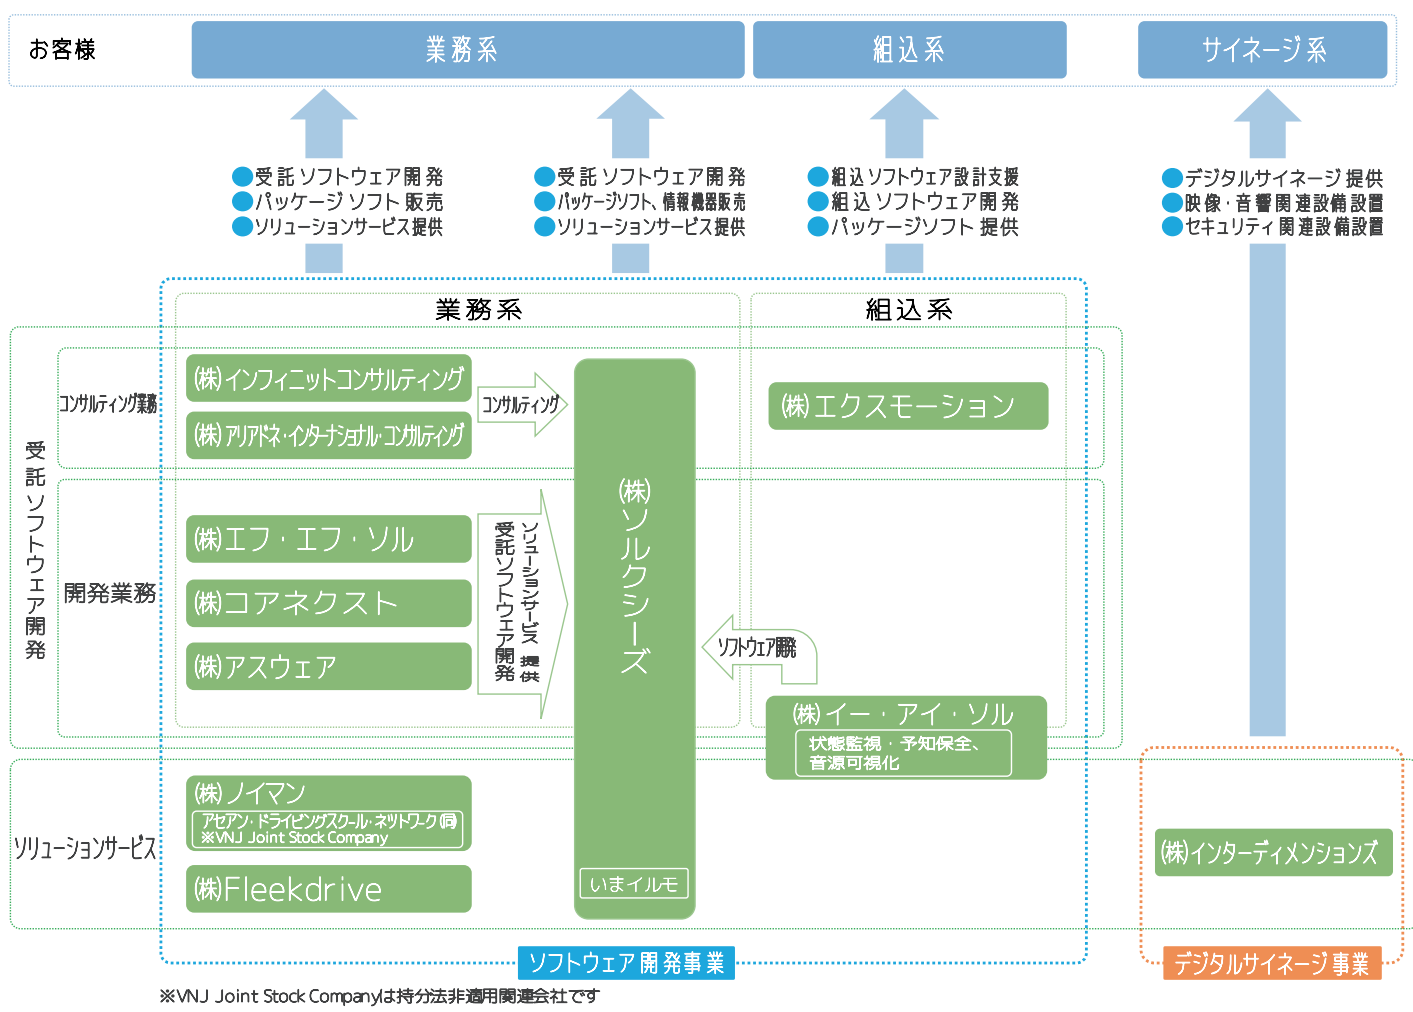 お客様
業務系
組込系
サイネージ系
●受託ソフトウェア開発
●パッケージソフト販売
●ソリューションサービス提供
●受託ソフトウェア開発
●パッケージソフト、情報機器販売
●ソリューションサービス提供
●組込ソフトウェア設計支援
●組込ソフトウェア開発
●パッケージソフト提供
●デジタルサイネージ提供
●映像・音響関連設備設置
●セキュリティ関連設備設置
業務系
組込系
受託ソフトウェア開発
コンサルティング業務
(株)インフィニットコンサルティング
(株)アリアドネ・インターナショナル・コンサルティング
コンサルティング
(株)エクスモーション
(株)ソルクシーズ
開発業務
(株)エフ・エフ・ソル
(株)コアネクスト
(株)アスウェア
ソリューションサービス提供
受託ソフトウェア開発
ソフトウェア開発
(株)イー・アイ・ソル
状態監視・予知保全、
音源可視化
ソリューションサービス
(株)ノイマン
アセアン・ドライビングスクール・ネットワーク(同)
※VNJ Joint Stock Company
(株)Fleekdrive
いまイルモ
(株)インターディメンションズ
ソフトウェア開発事業
デジタルサイネージ事業
※VNJ Joint Stock Companyは持分法非適用関連会社です